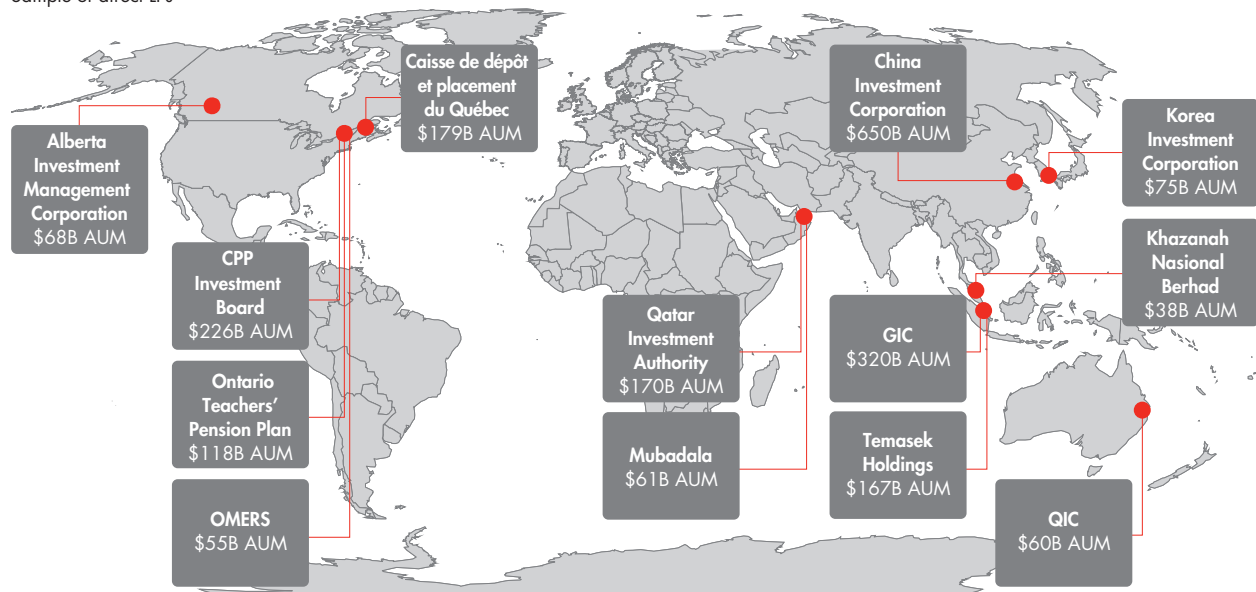 Sample of direct LPs
Alberta
Investment
Management
Corporation
$68B AUM
Caisse de dépôt
et placement
du Québec
$179B AUM
China
Investment
Corporation
$650B AUM
Korea
Investment
Corporation
$75B AUM
CPP
Investment
Board
$226B AUM
Khazanah
Nasional
Berhad
$38B AUM
Qatar
Investment
Authority
$170B AUM
GIC
$320B AUM
Ontario
Teachers’
Pension Plan
$118B AUM
Mubadala
$61B AUM
Temasek
Holdings
$167B AUM
OMERS
$55B AUM
QIC
$60B AUM